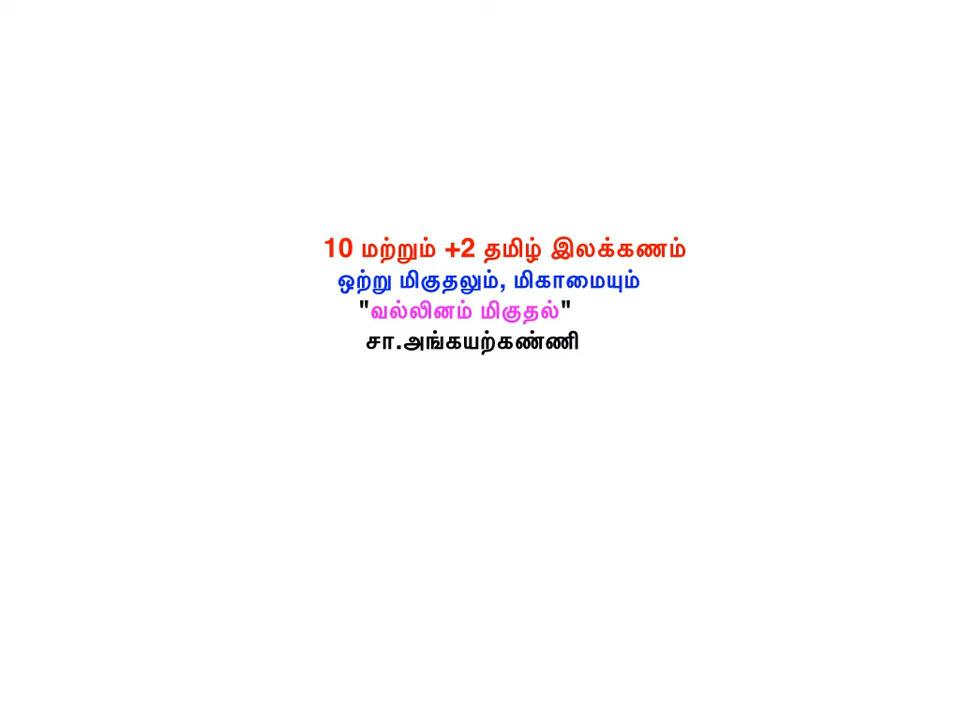 10 மற்றும் +2 தமிழ் இலக்கணம்
ஒற்று மிகுதலும், மிகாமையும்
"வல்லினம் மிகுதல்"
சா.அங்கயற்கண்ணி